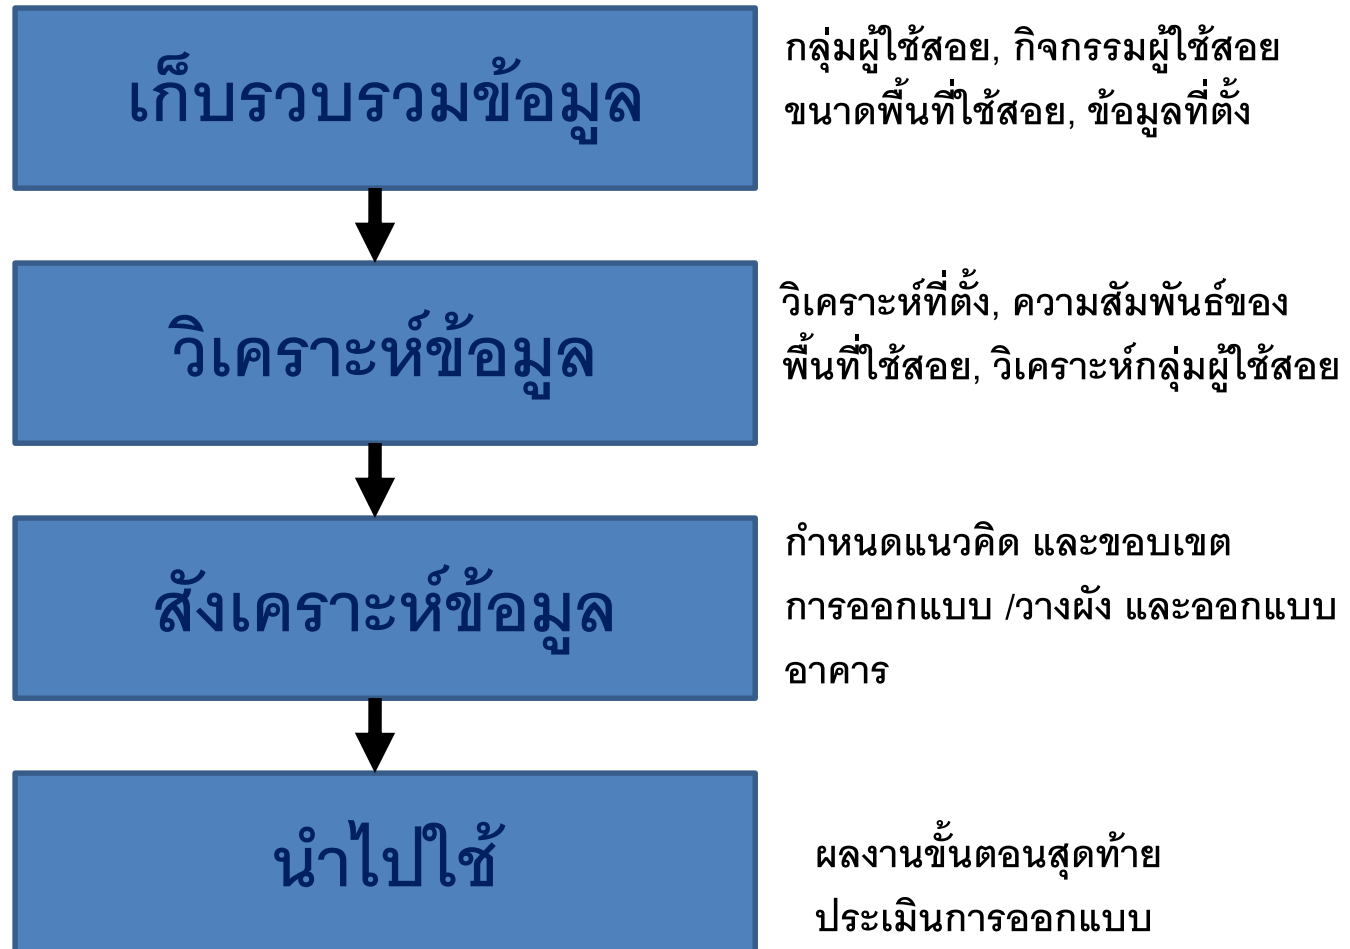 เก็บรวบรวมข้อมูล
กลุ่มผู้ใช้สอย, กิจกรรมผู้ใช้สอย
ขนาดพื้นที่ใช้สอย, ข้อมูลที่ตั้ง
วิเคราะห์ข้อมูล
วิเคราะห์ที่ตั้ง, ความสัมพันธ์ของ
พื้นที่ใช้สอย, วิเคราะห์กลุ่มผู้ใช้สอย
สังเคราะห์ข้อมูล
กำหนดแนวคิด และขอบเขต
การออกแบบ /วางผัง และออกแบบ
อาคาร
นำไปใช้
ผลงานขั้นตอนสุดท้าย
ประเมินการออกแบบ